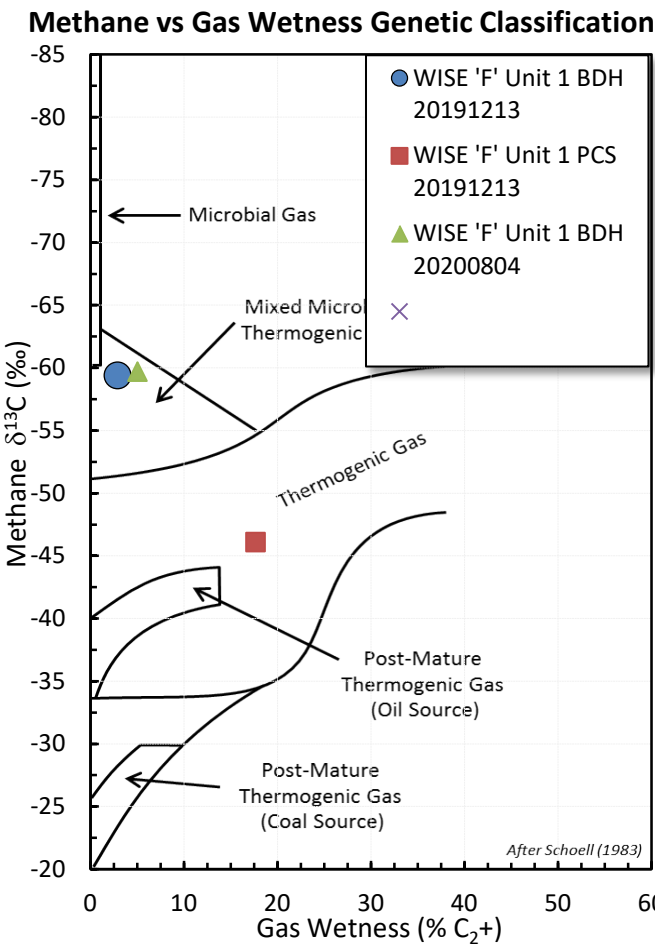 Methane vs Gas Wetness Genetic Classification
-85
-80
-75
-70
-65
-60
-55
-50
-45
-40
-35
-30
-25
-20
Methane δ13C (‰)
WISE 'F' Unit 1 BDH
20191213
WISE 'F' Unit 1 PCS
20191213
WISE 'F' Unit 1 BDH
20200804
Microbial Gas
Mixed Micro
Thermogenic
Thermogenic Gas
Post-Mature
Thermogenic Gas
(Oil Source)
Post-Mature
Thermogenic Gas
(Coal Source)
After Schoell (1983)
0 10 20 30 40 50 60
Gas Wetness (% C2+)